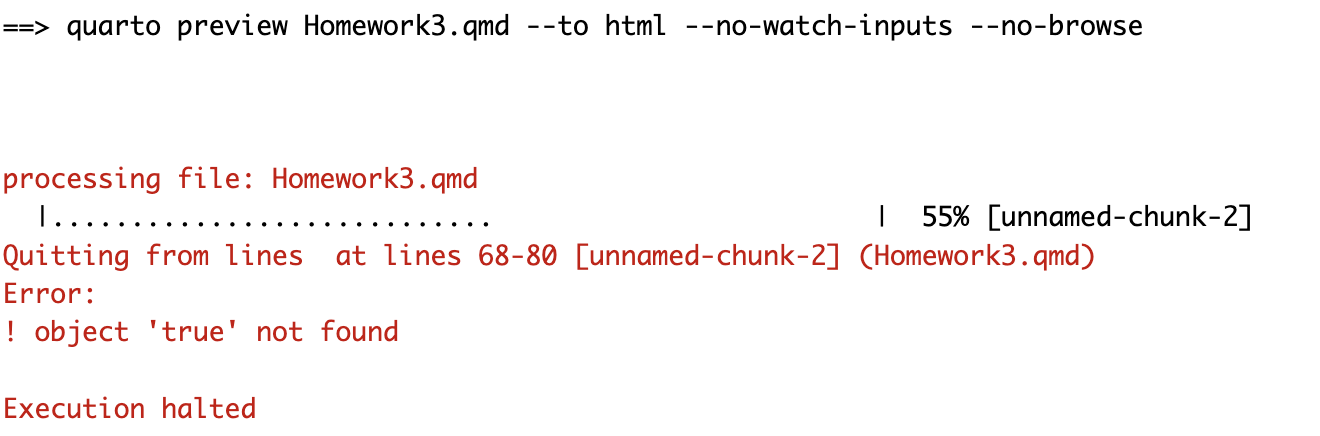 ==> quarto preview Homework3.qmd --to html --no-watch-inputs --no-browse
processing file: Homework3.qmd
|............................                         |  55% [unnamed-chunk-2]
Quitting from lines  at lines 68-80 [unnamed-chunk-2] (Homework3.qmd)
Error:
! object 'true' not found
Execution halted